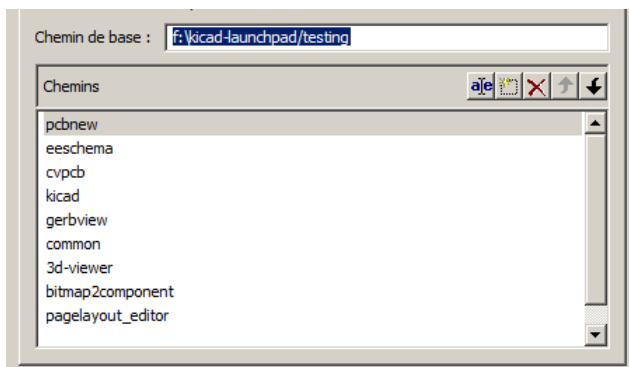 Chemin de base : f:\kicad-launchpad/testing
Chemins
pcbnew
eeschema
cvpcb
kicad
gerbview
common
3d-viewer
bitmap2component
pagelayout_editor